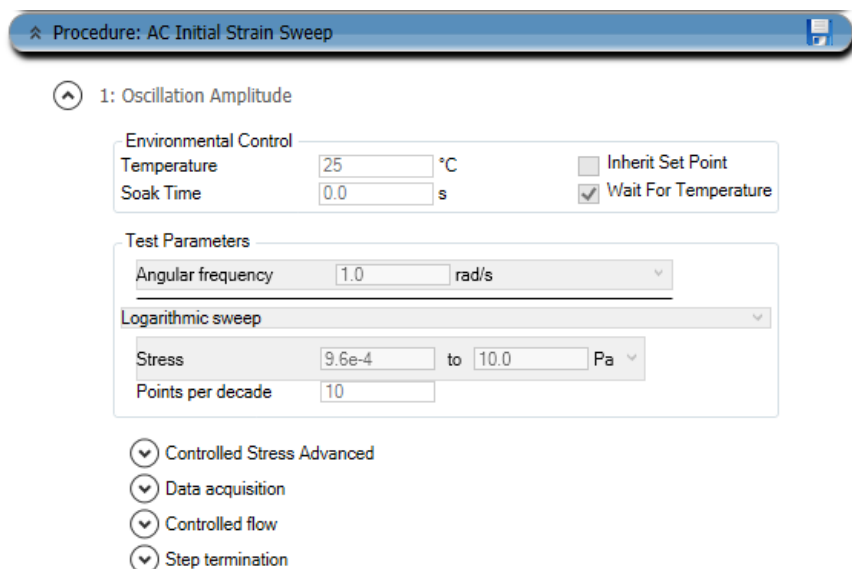 Procedure: AC Initial Strain Sweep
1: Oscillation Amplitude
Environmental Control
Temperature 25 °C Inherit Set Point
Soak Time 0.0 s Wait For Temperature
Test Parameters
Angular frequency 1.0 rad/s
Logarithmic sweep
Stress 9.6e-4 to 10.0 Pa
Points per decade 10
Controlled Stress Advanced
Data acquisition
Controlled flow
Step termination